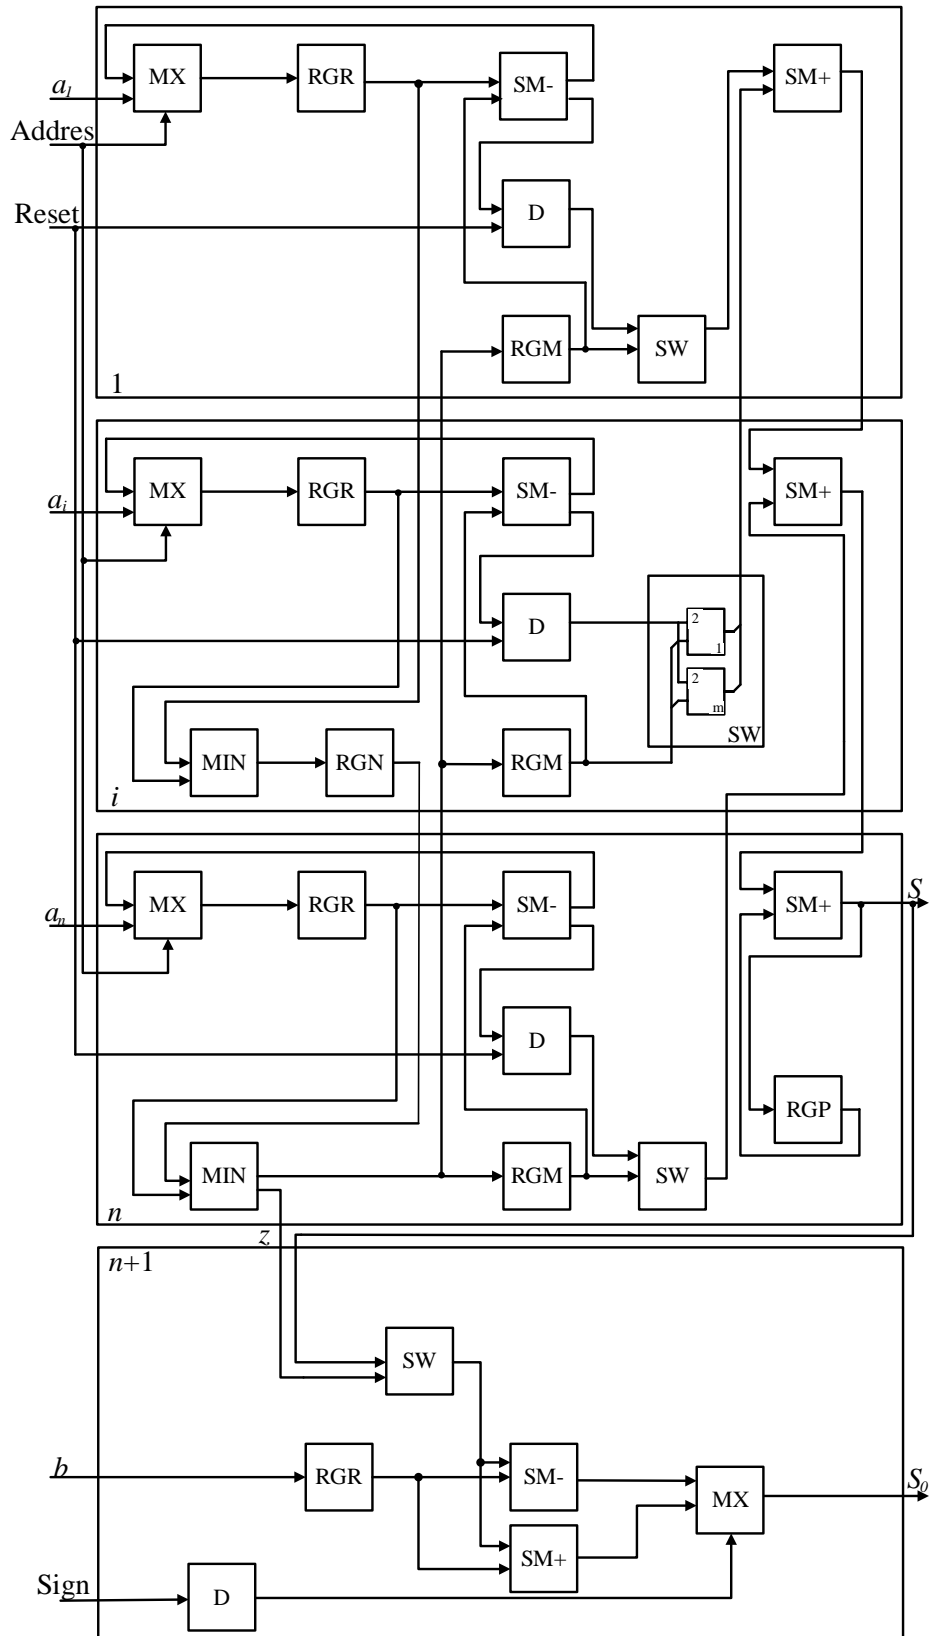 MX
RGR
SM-
SM+
a1
Addres
Reset
D
RGM
SW
1
MX
RGR
SM-
SM+
ai
D
2
1
2
m
SW
MIN
RGN
RGM
i
MX
RGR
SM-
SM+
S
an
D
RGP
MIN
RGM
SW
n
z
n+1
SW
b
RGR
SM-
MX
S0
SM+
Sign
D